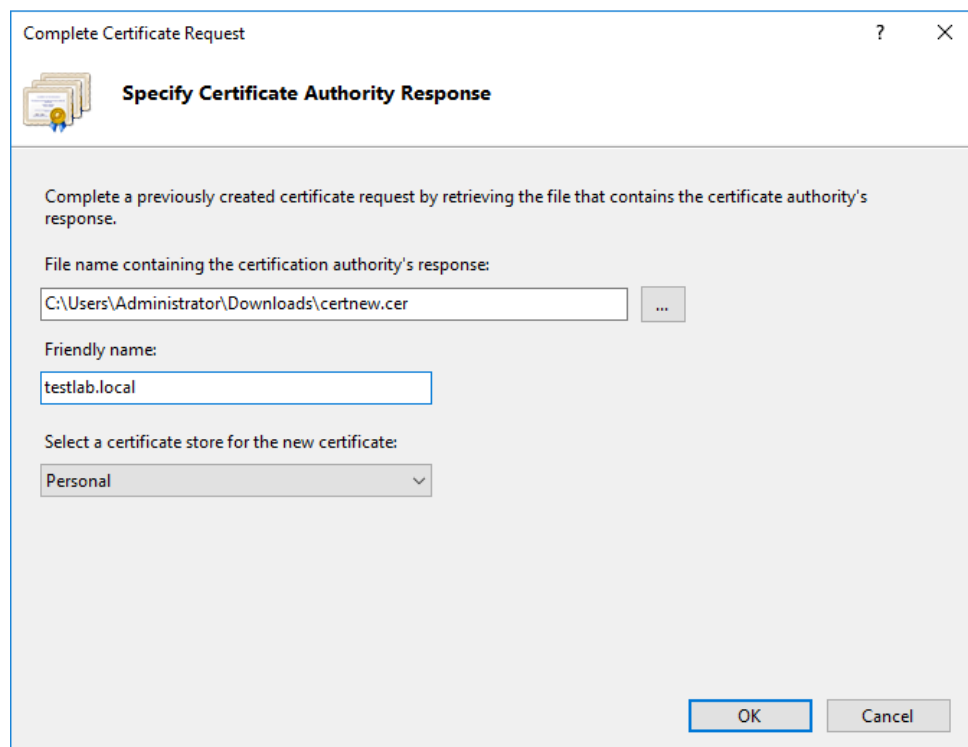 Complete Certificate Request
?
Specify Certificate Authority Response
Complete a previously created certificate request by retrieving the file that contains the certificate authority's
response.
File name containing the certification authority's response:
C:\Users\Administrator\Downloads\certnew.cer
...
Friendly name:
testlab.local
Select a certificate store for the new certificate:
Personal
OK
Cancel